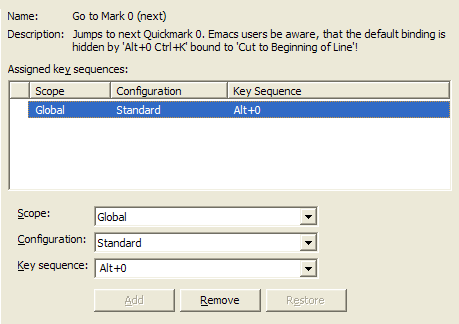 Name: Go to Mark 0 (next)
Description: Jumps to next Quickmark 0. Emacs users be aware, that the default binding is
hidden by 'Alt+0 Ctrl+K' bound to 'Cut to Beginning of Line'!
Assigned key sequences:
Scope Configuration Key Sequence
Global Standard Alt+0
Scope: Global
Configuration: Standard
Key sequence: Alt+0
Add Remove Restore